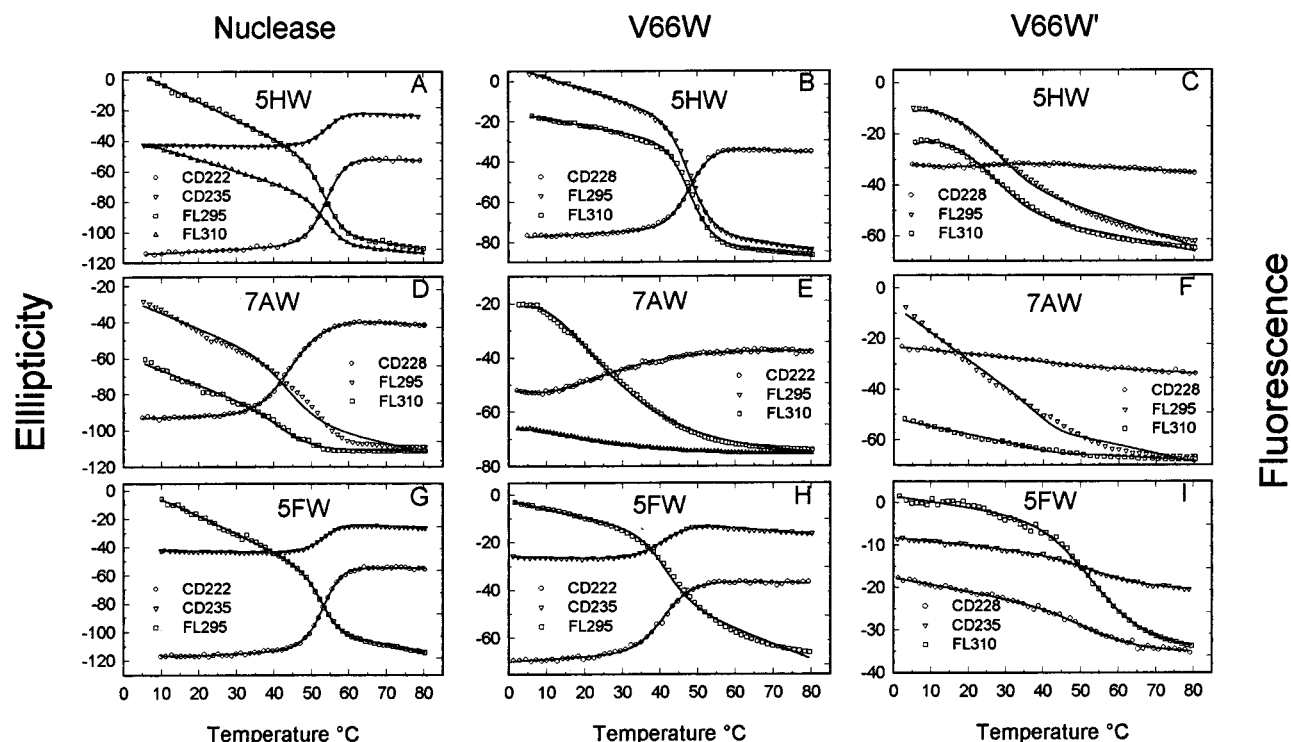 Nuclease
V66W
V66W'
Elllipticity
Fluorescence
A
5HW
0
-20
-40
-60
-80
-100
-120
CD222
CD235
FL295
FL310
B
5HW
0
-20
-40
-60
-80
CD228
FL295
FL310
C
5HW
0
-20
-40
-60
CD228
FL295
FL310
D
7AW
-20
-40
-60
-80
-100
-120
CD228
FL295
FL310
E
7AW
-20
-40
-60
-80
CD222
FL295
FL310
F
7AW
0
-20
-40
-60
CD228
FL295
FL310
G
5FW
0
-20
-40
-60
-80
-100
-120
CD222
CD235
FL295
0 10 20 30 40 50 60 70 80
Temperature °C
H
5FW
0
-20
-40
-60
CD222
CD235
FL295
0 10 20 30 40 50 60 70 80
Temperature °C
I
5FW
0
-10
-20
-30
-40
CD228
CD235
FL310
0 10 20 30 40 50 60 70 80
Temperature °C